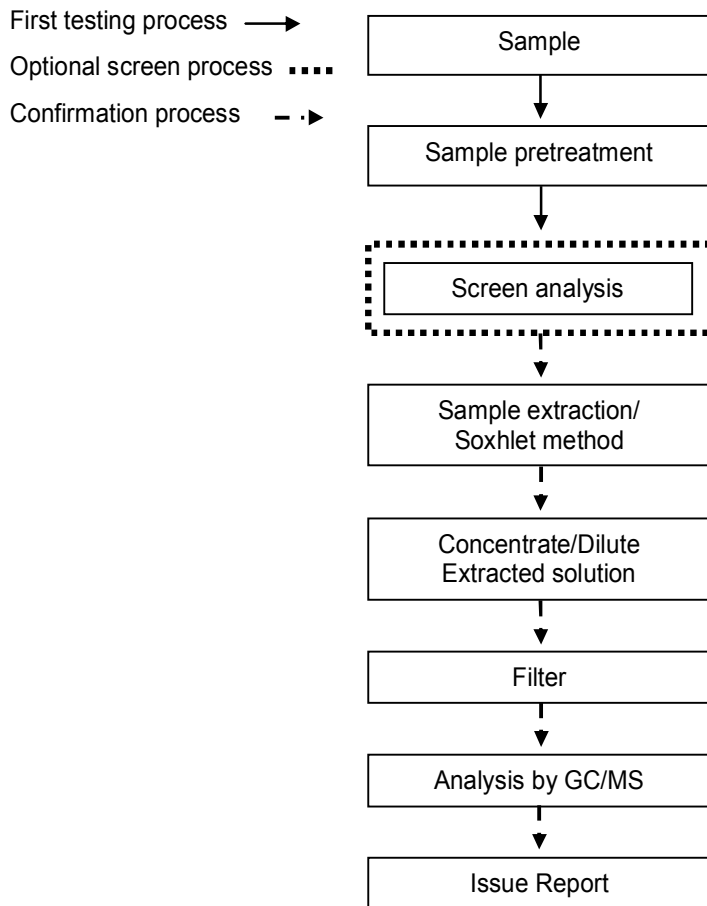 First testing process
Optional screen process
Confirmation process
Sample
Sample pretreatment
Screen analysis
Sample extraction/
Soxhlet method
Concentrate/Dilute
Extracted solution
Filter
Analysis by GC/MS
Issue Report